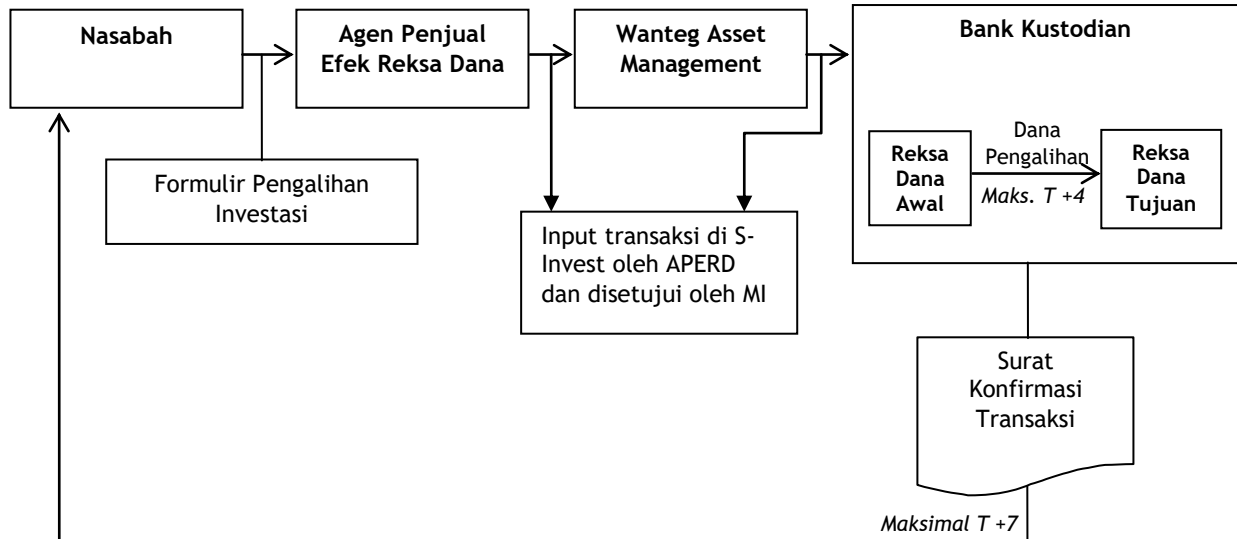 Nasabah
Agen Penjual
Efek Reksa Dana
Wanteg Asset
Management
Bank Kustodian
Formulir Pengalihan
Investasi
Input transaksi di S-
Invest oleh APERD
dan disetujui oleh MI
Reksa
Dana
Awal
Dana
Pengalihan
Maks. T +4
Reksa
Dana
Tujuan
Surat
Konfirmasi
Transaksi
Maksimal T +7